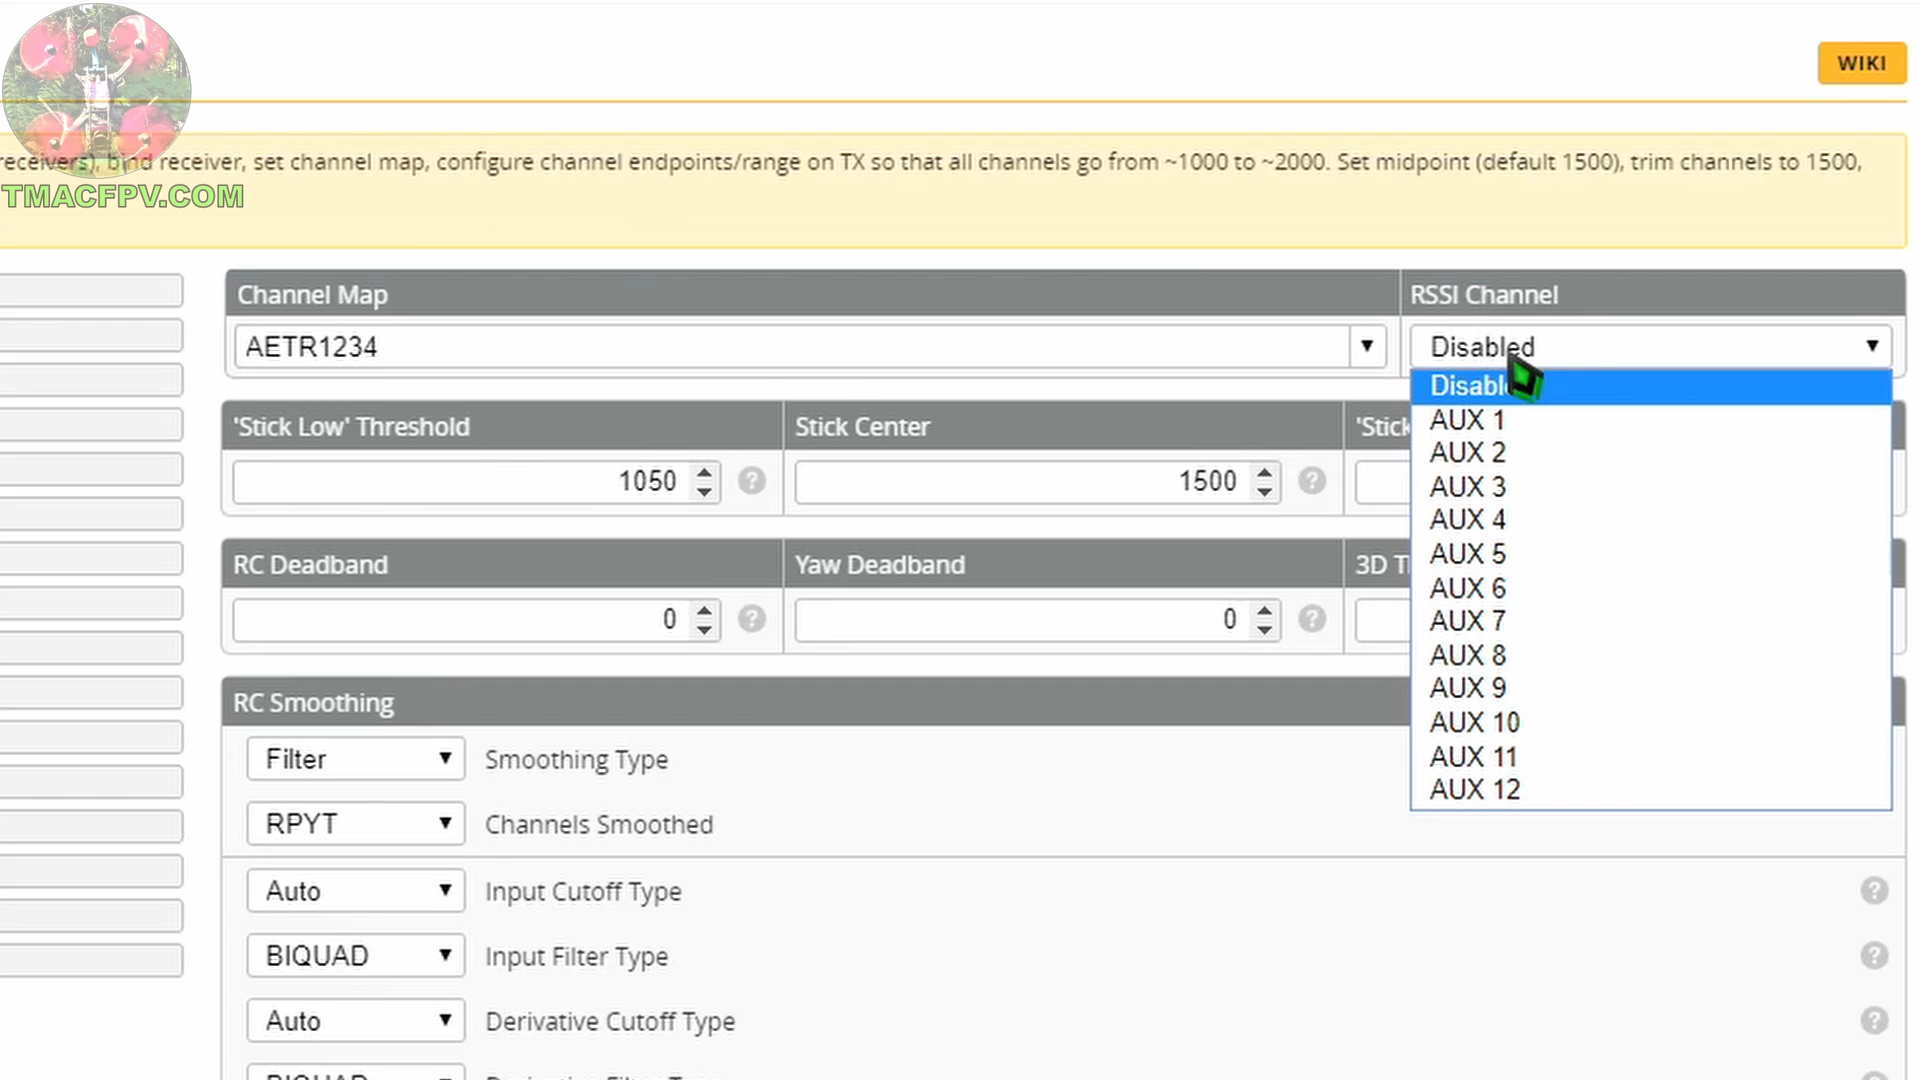 WIKI
receivers), bind receiver, set channel map, configure channel endpoints/range on TX so that all channels go from ~1000 to ~2000. Set midpoint (default 1500), trim channels to 1500,
TMACFPV.COM
Channel Map
RSSI Channel
AETR1234
Disabled
Disabl
AUX 1
AUX 2
AUX 3
AUX 4
AUX 5
AUX 6
AUX 7
AUX 8
AUX 9
AUX 10
AUX 11
AUX 12
'Stick Low' Threshold
Stick Center
'Stick
1050
1500
RC Deadband
Yaw Deadband
3D T
0
0
RC Smoothing
Filter
Smoothing Type
RPYT
Channels Smoothed
Auto
Input Cutoff Type
BIQUAD
Input Filter Type
Auto
Derivative Cutoff Type